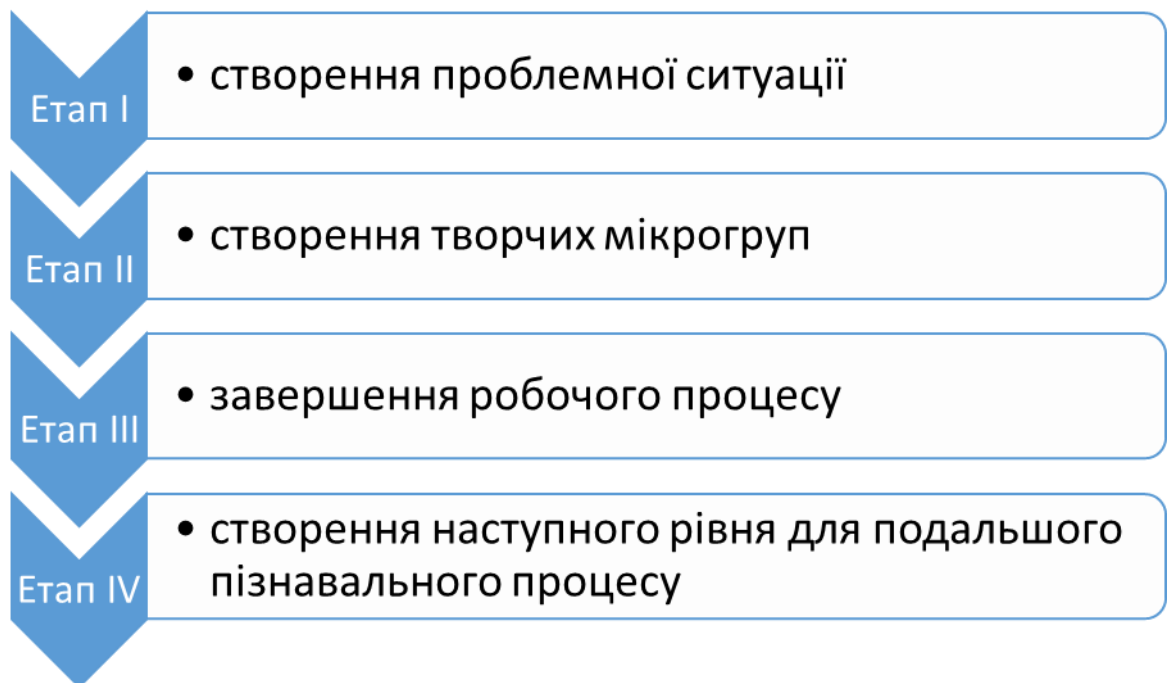 Етап I
• створення проблемної ситуації
Етап II
• створення творчих мікрогруп
Етап III
• завершення робочого процесу
Етап IV
• створення наступного рівня для подальшого
пізнавального процесу